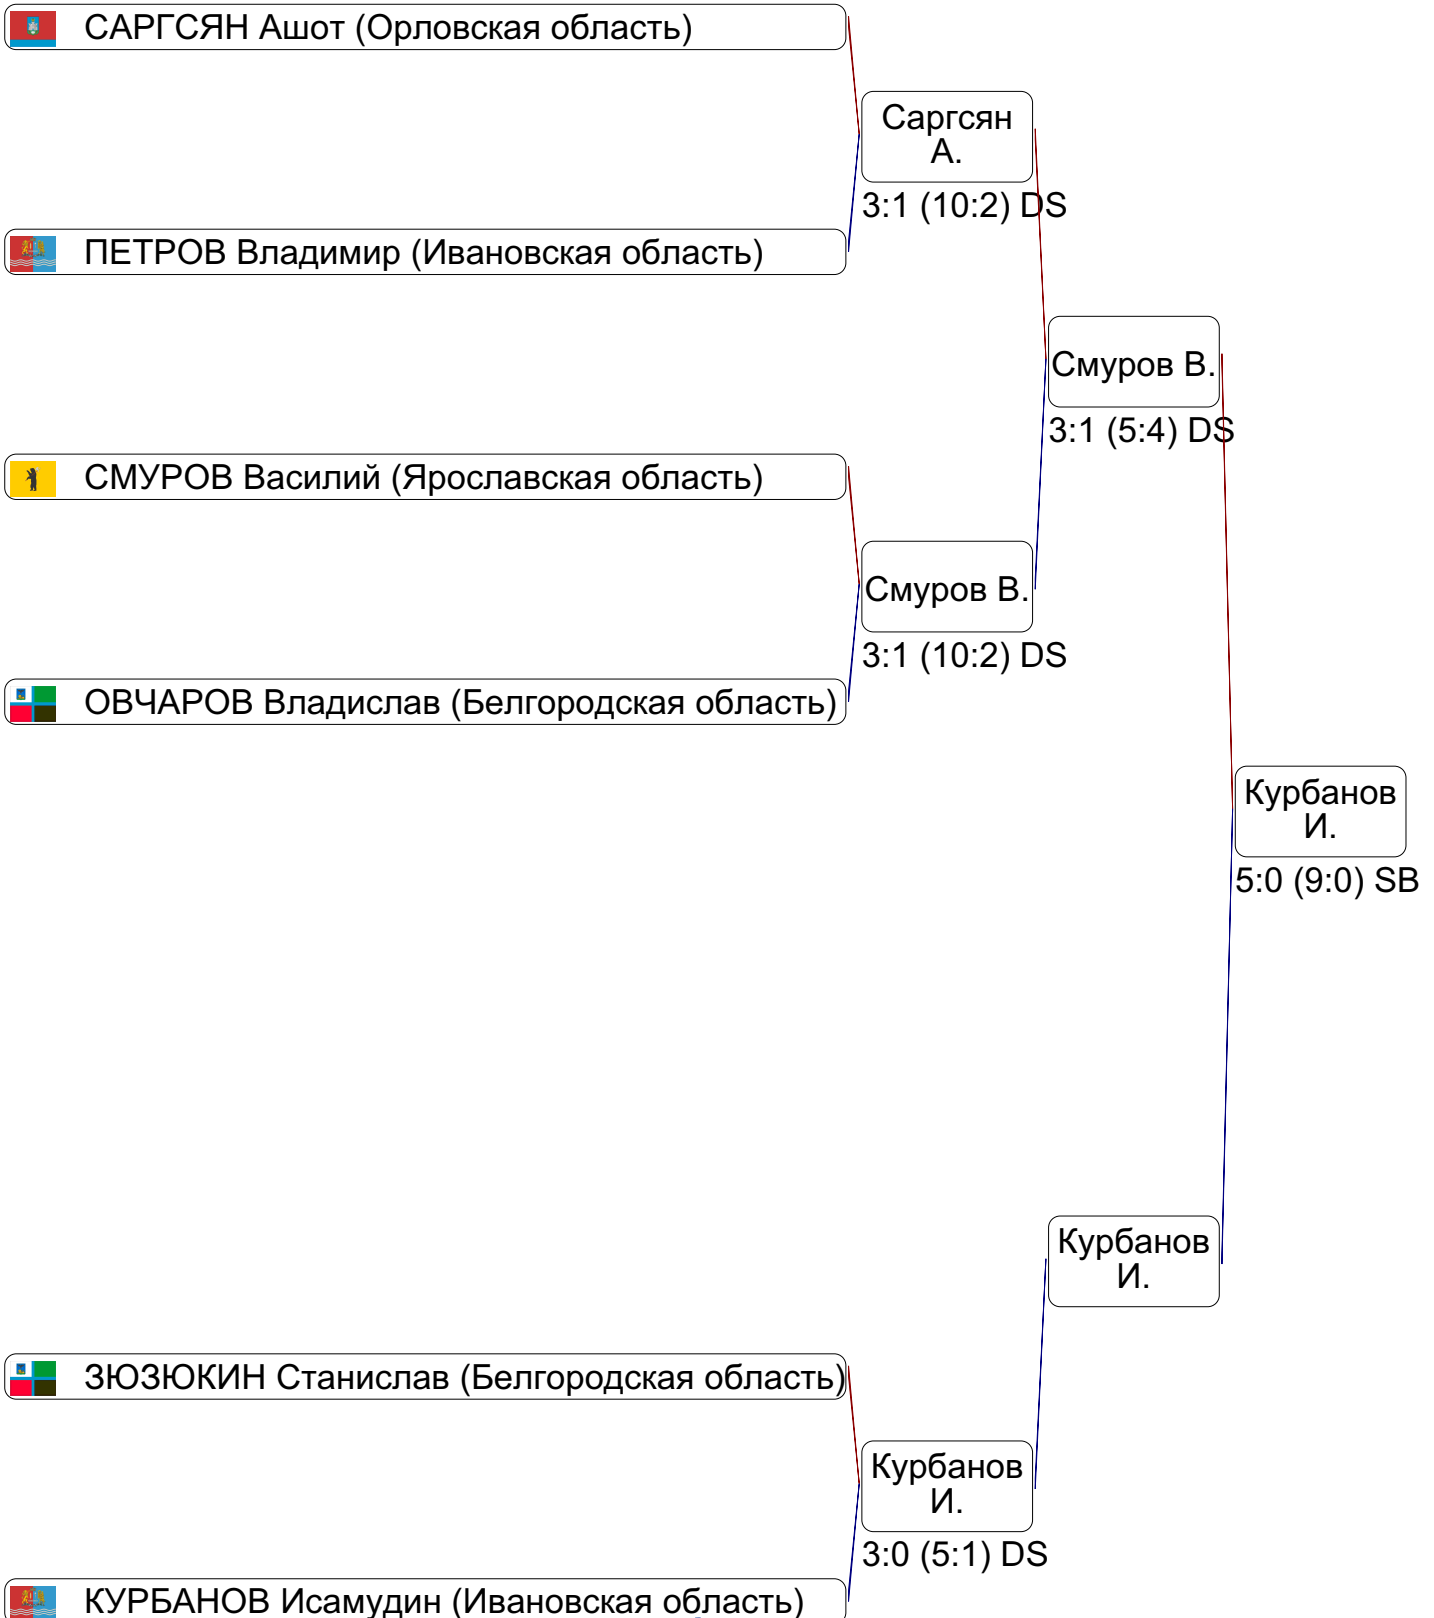 САРГСЯН Ашот (Орловская область)
Саргсян
А.
3:1 (10:2) DS
ПЕТРОВ Владимир (Ивановская область)
Смуров В.
3:1 (5:4) DS
СМУРОВ Василий (Ярославская область)
Смуров В.
3:1 (10:2) DS
ОВЧАРОВ Владислав (Белгородская область)
Курбанов
И.
5:0 (9:0) SB
Курбанов
И.
ЗЮЗЮКИН Станислав (Белгородская область)
Курбанов
И.
3:0 (5:1) DS
КУРБАНОВ Исамудин (Ивановская область)